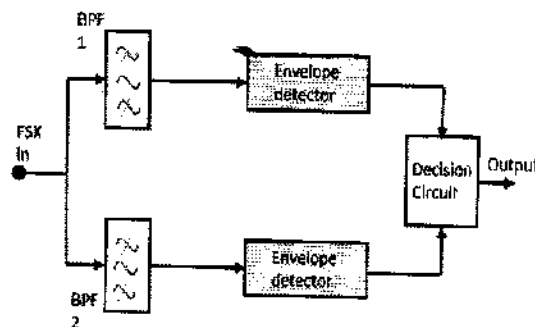 BPF
1
Envelope
detector
FSK
in
Decision
Circuit
Output
Envelope
detector
BPF
2